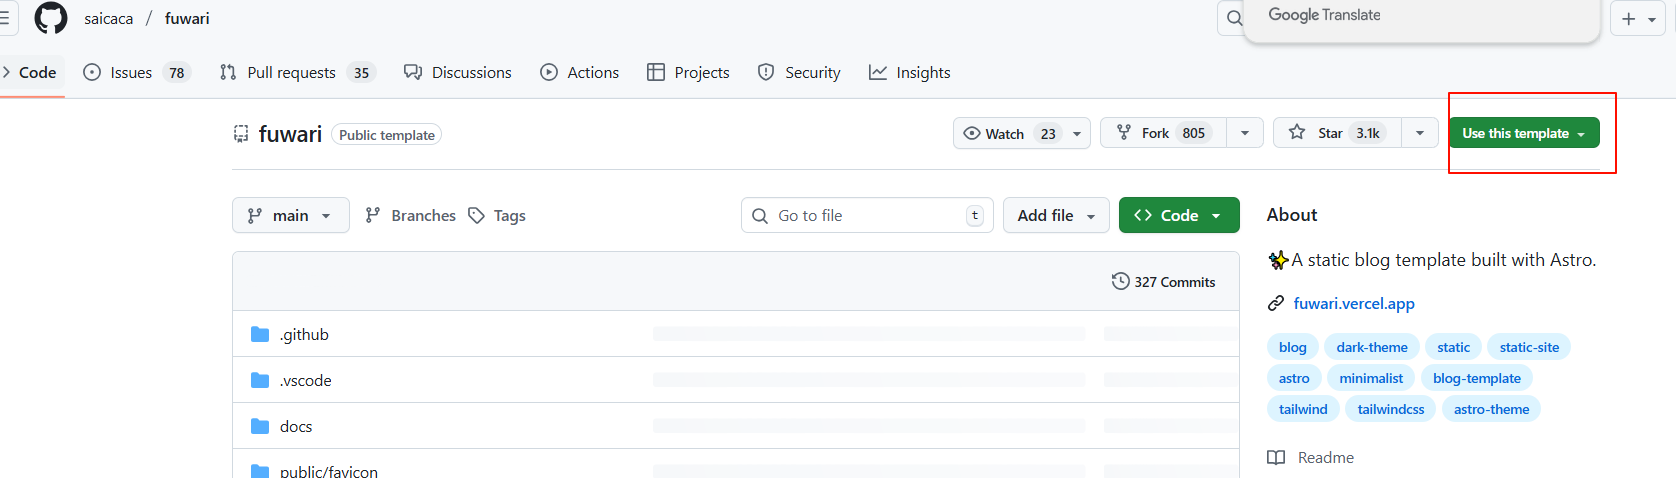 saicaca / fuwari
Google Translate
Code Issues 78 Pull requests 35 Discussions Actions Projects Security Insights
fuwari Public template Watch 23 Fork 805 Star 3.1k Use this template
main Branches Tags Go to file t Add file Code
About
327 Commits
A static blog template built with Astro.
fuwari.vercel.app
.github
blog dark-theme static static-site
.vscode
astro minimalist blog-template
docs
tailwind tailwindcss astro-theme
public/favicon
Readme